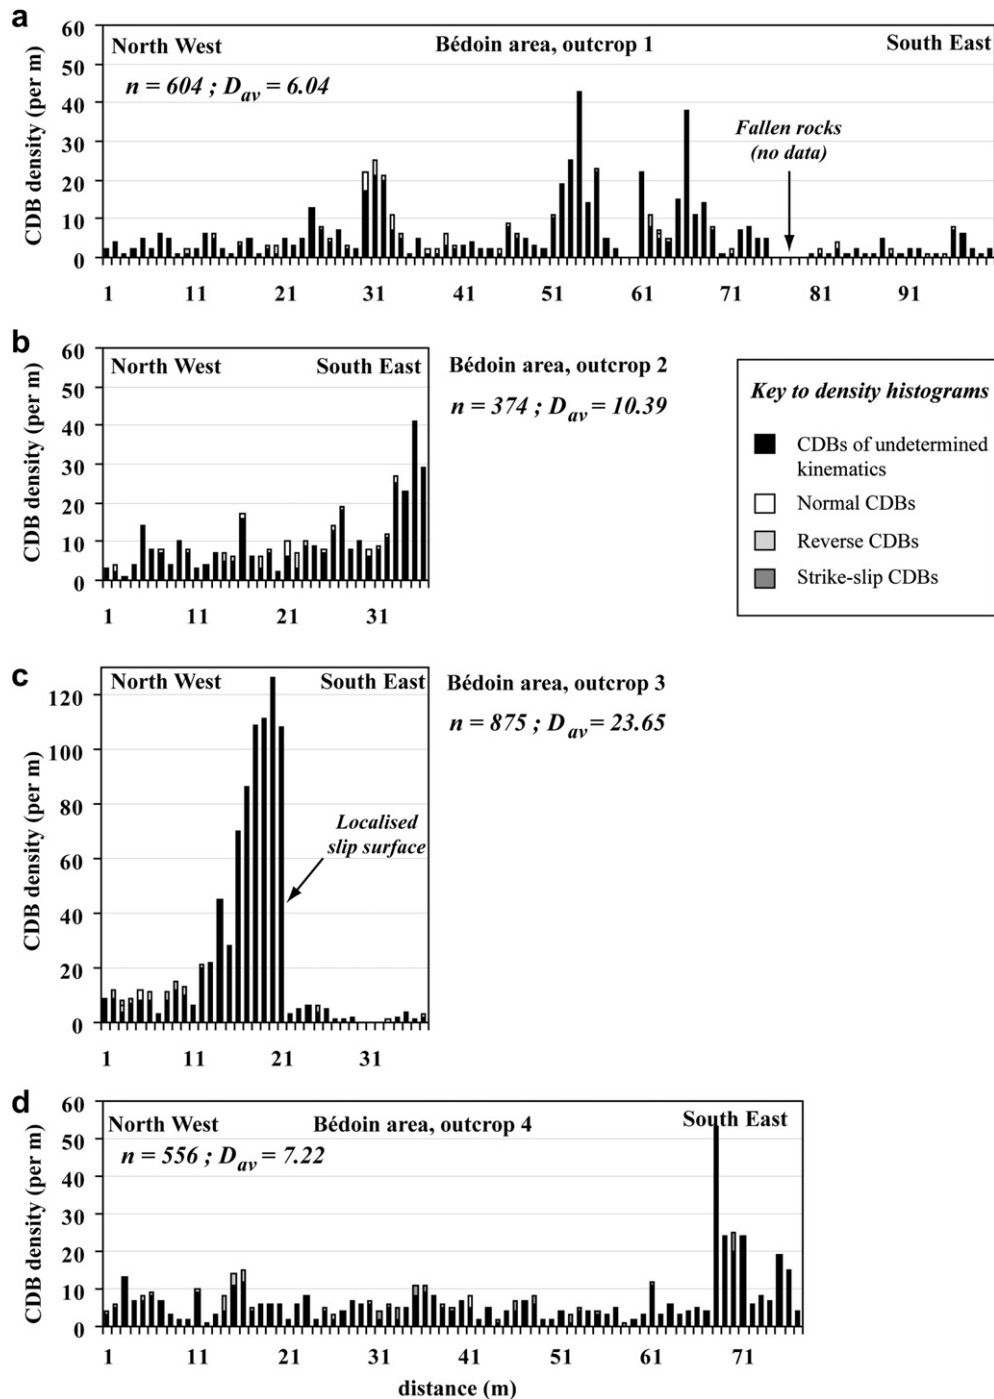 a
60
50
40
30
20
10
0
CDB density (per m)
North West
Bédoin area, outcrop 1
South East
n = 604 ; Dav = 6.04
Fallen rocks
(no data)
1 11 21 31 41 51 61 71 81 91
b
60
50
40
30
20
10
0
CDB density (per m)
North West
South East
Bédoin area, outcrop 2
n = 374 ; Dav = 10.39
1 11 21 31
Key to density histograms
CDBs of undetermined
kinematics
Normal CDBs
Reverse CDBs
Strike-slip CDBs
c
120
100
80
60
40
20
0
CDB density (per m)
North West
South East
Bédoin area, outcrop 3
n = 875 ; Dav = 23.65
Localised
slip surface
1 11 21 31
d
60
50
40
30
20
10
0
CDB density (per m)
North West
Bédoin area, outcrop 4
South East
n = 556 ; Dav = 7.22
1 11 21 31 41 51 61 71
distance (m)